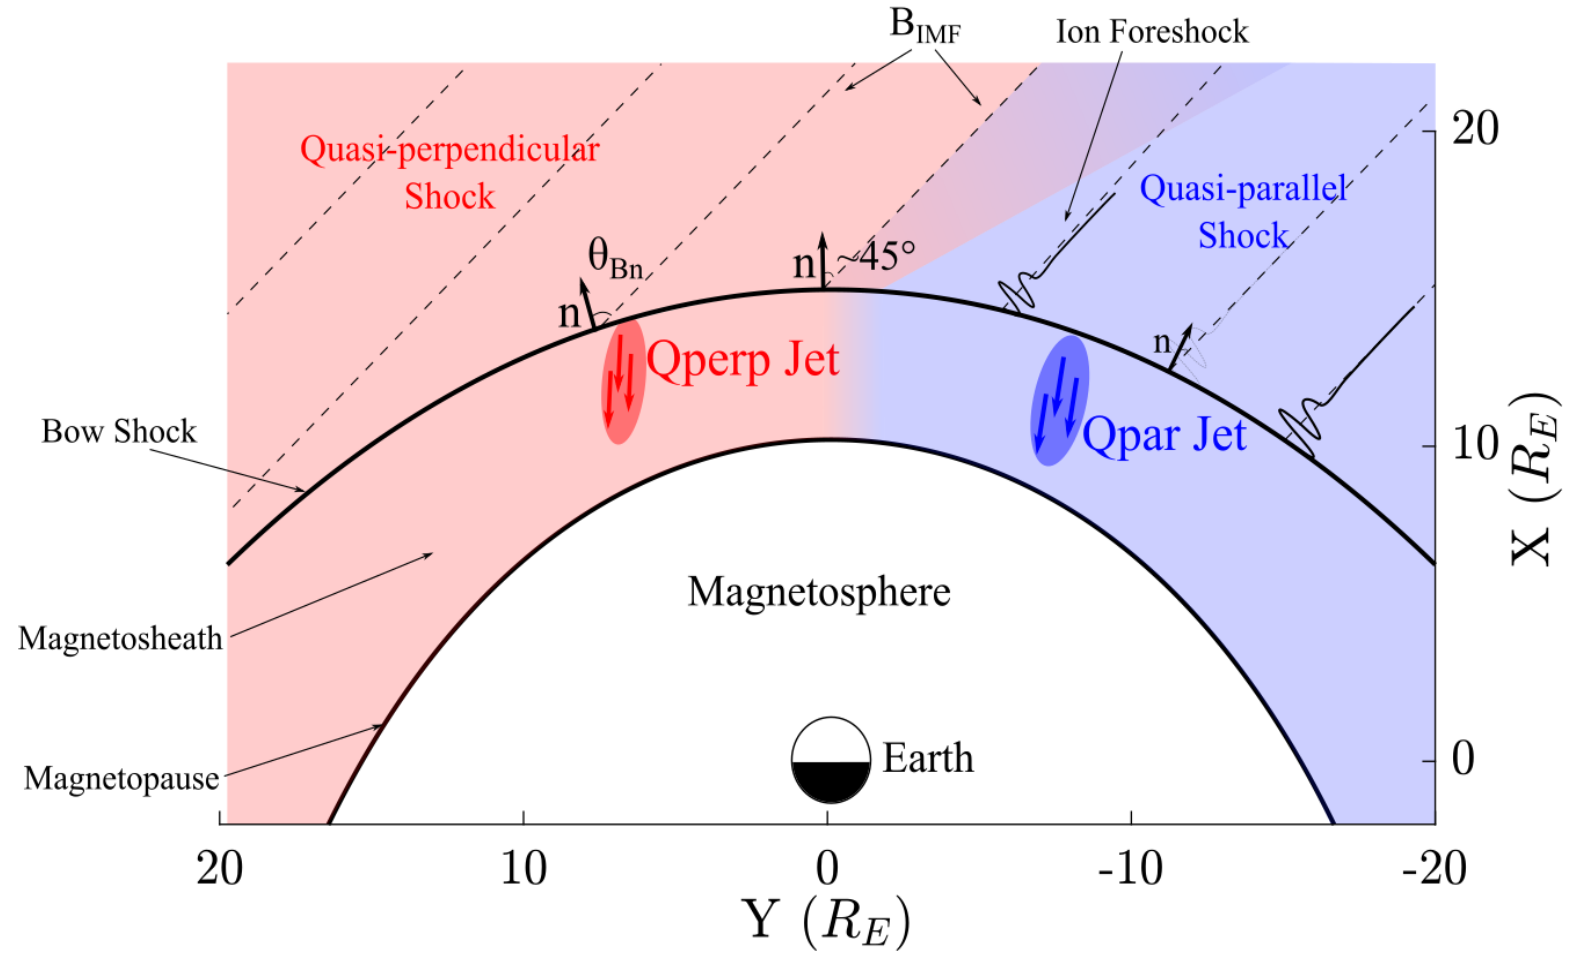 B_IMF
Ion Foreshock
20
Quasi-perpendicular
Shock
Quasi-parallel
Shock
θ_Bn
n
n
~45°
n
Qperp Jet
Qpar Jet
Bow Shock
10
X (R_E)
Magnetosphere
Magnetosheath
Magnetopause
Earth
0
20
10
0
-10
-20
Y (R_E)